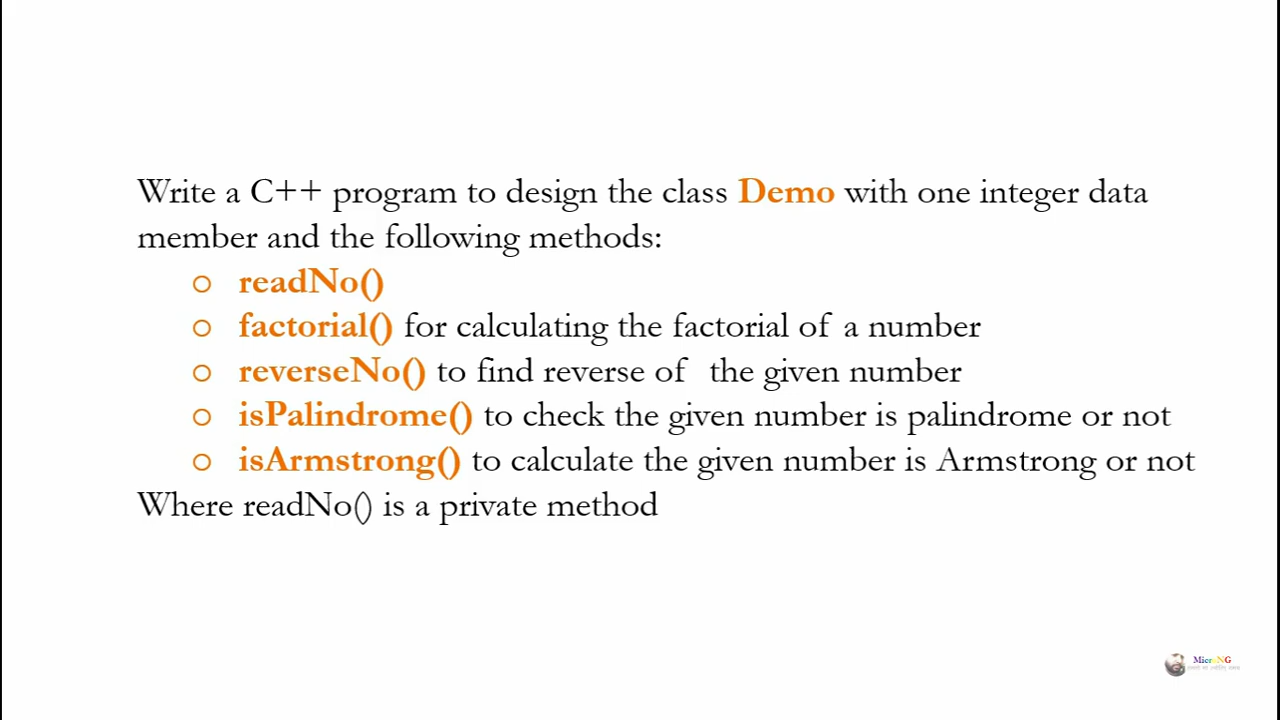 Write a C++ program to design the class Demo with one integer data
member and the following methods:
○ readNo()
○ factorial() for calculating the factorial of a number
○ reverseNo() to find reverse of the given number
○ isPalindrome() to check the given number is palindrome or not
○ isArmstrong() to calculate the given number is Armstrong or not
Where readNo() is a private method
MicroNG